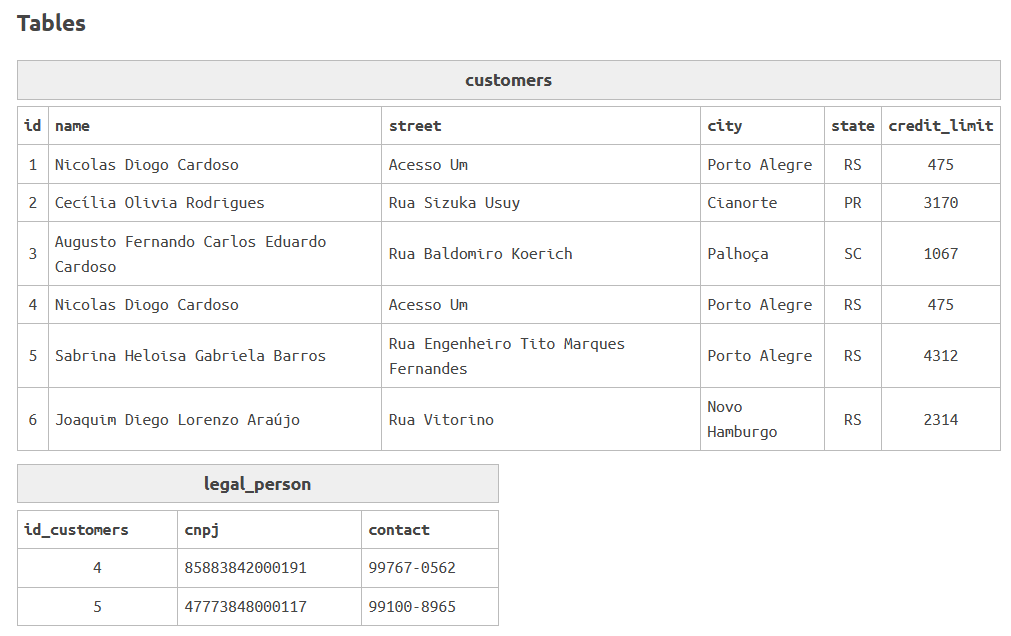 Tables
customers
id name street city state credit_limit
1 Nicolas Diogo Cardoso Acesso Um Porto Alegre RS 475
2 Cecília Olivia Rodrigues Rua Sizuka Usuy Cianorte PR 3170
3 Augusto Fernando Carlos Eduardo
Cardoso Rua Baldomiro Koerich Palhoça SC 1067
4 Nicolas Diogo Cardoso Acesso Um Porto Alegre RS 475
5 Sabrina Heloisa Gabriela Barros Rua Engenheiro Tito Marques
Fernandes Porto Alegre RS 4312
6 Joaquim Diego Lorenzo Araújo Rua Vitorino Novo
Hamburgo RS 2314
legal_person
id_customers cnpj contact
4 85883842000191 99767-0562
5 47773848000117 99100-8965